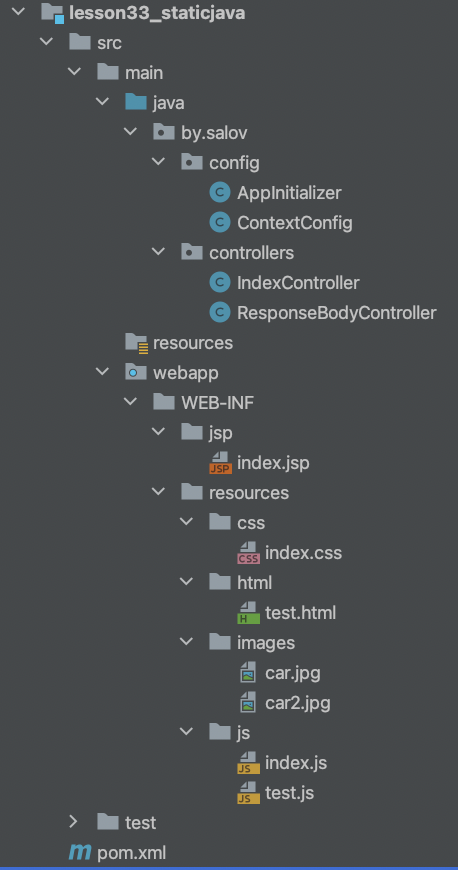 lesson33_staticjava
src
main
java
by.salov
config
C AppInitializer
C ContextConfig
controllers
C IndexController
C ResponseBodyController
resources
webapp
WEB-INF
jsp
JSP index.jsp
resources
css
CSS index.css
html
H test.html
images
car.jpg
car2.jpg
js
JS index.js
JS test.js
test
m pom.xml